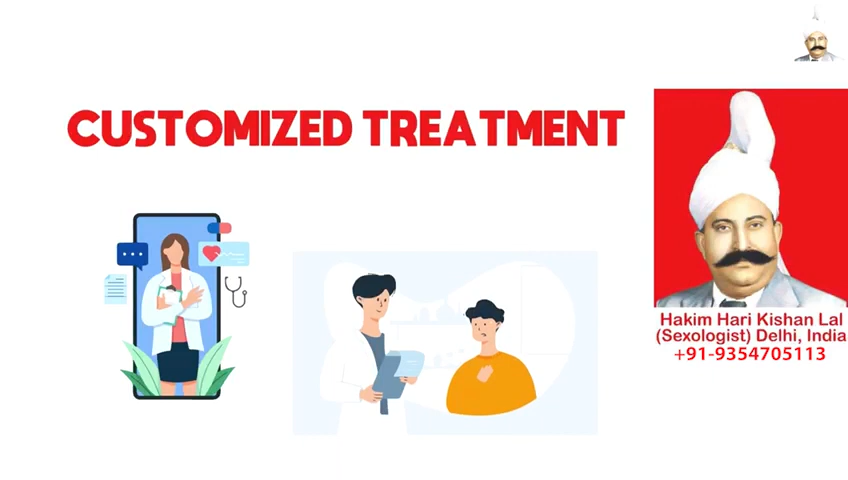 CUSTOMIZED TREATMENT
Hakim Hari Kishan Lal
(Sexologist) Delhi, India
+91-9354705113